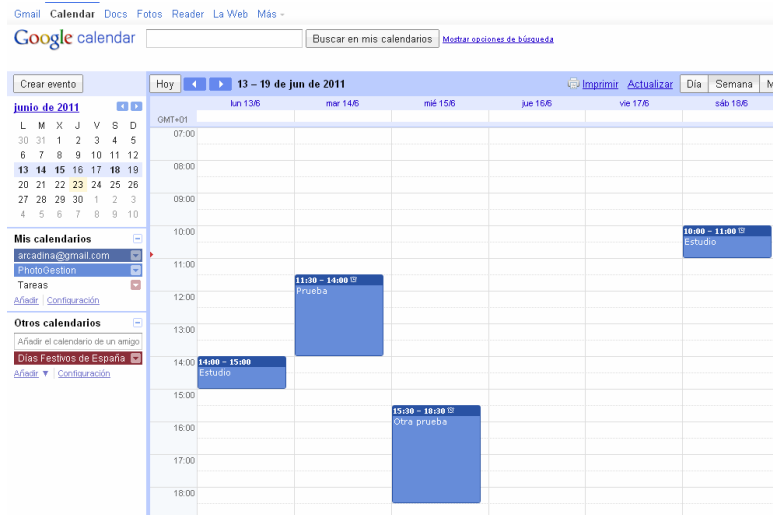 Gmail Calendar Docs Fotos Reader La Web Más
Google calendar
Buscar en mis calendarios
Mostrar opciones de búsqueda
Crear evento
Hoy
13 – 19 de jun de 2011
Imprimir Actualizar
Día Semana M
junio de 2011
L M X J V S D
30 31 1 2 3 4 5
6 7 8 9 10 11 12
13 14 15 16 17 18 19
20 21 22 23 24 25 26
27 28 29 30 1 2 3
4 5 6 7 8 9 10
Mis calendarios
arcadina@gmail.com
PhotoGestion
Tareas
Añadir Configuración
Otros calendarios
Añadir el calendario de un amigo
Días Festivos de España
Añadir ▼ Configuración
lun 13/6 mar 14/6 mié 15/6 jue 16/6 vie 17/6 sáb 18/6
GMT+01
07:00
08:00
09:00
10:00
10:00 – 11:00
Estudio
11:00
11:30 – 14:00
Prueba
12:00
13:00
14:00
14:00 – 15:00
Estudio
15:00
15:30 – 18:30
Otra prueba
16:00
17:00
18:00